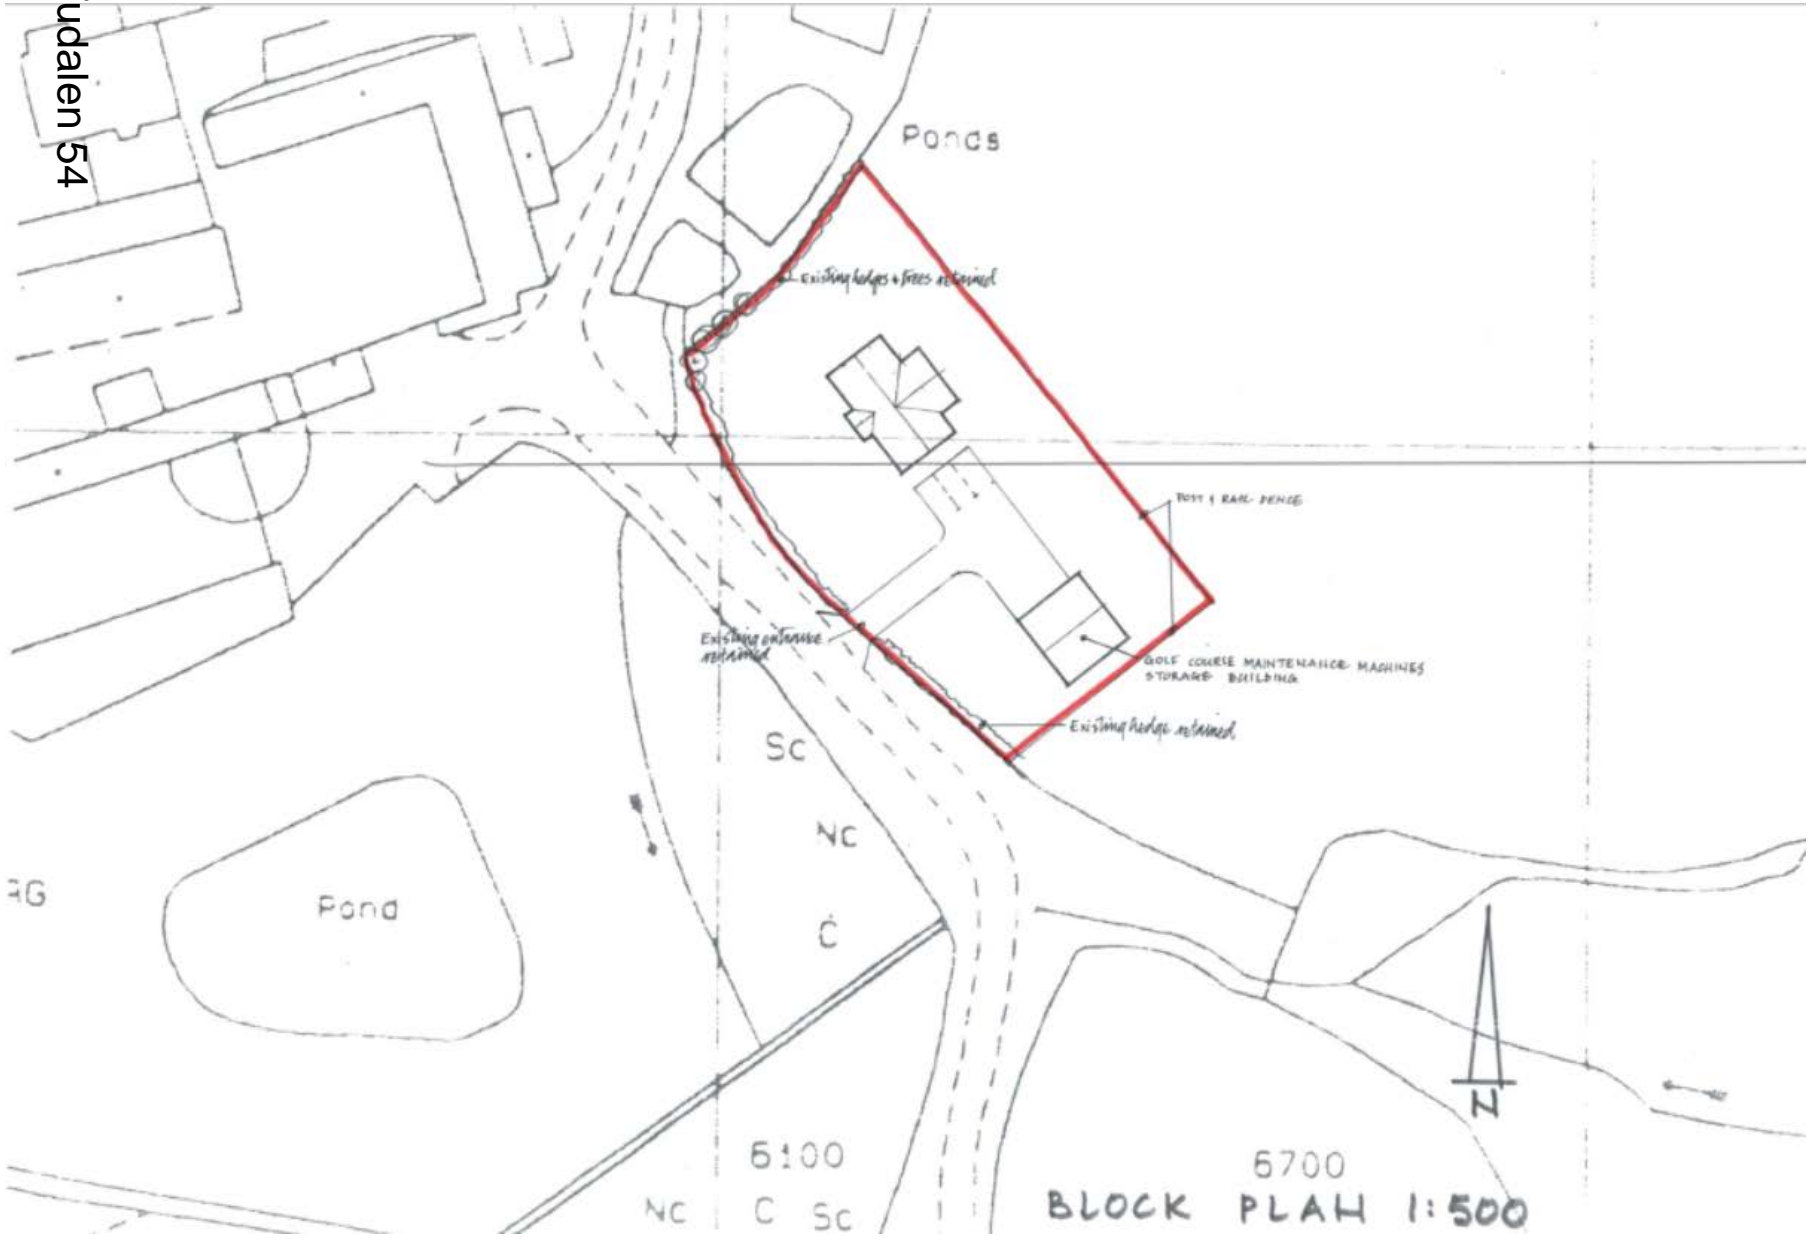 udalen 54
Ponds
Existing hedges & trees retained
POST & RAIL FENCE
Existing entrance
retained
GOLF COURSE MAINTENANCE MACHINES
STORAGE BUILDING
Existing hedge retained
Sc
NC
C
Pond
6100
6700
NC C Sc
BLOCK PLAN 1:500
N